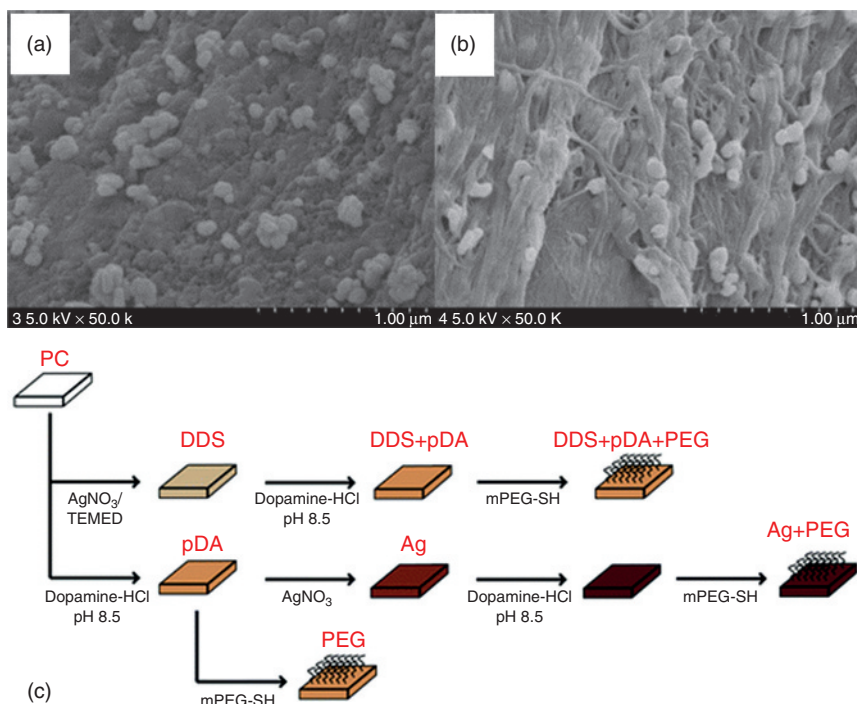 (a)
(b)
3 5.0 kV × 50.0 k 1.00 µm
4 5.0 kV × 50.0 K 1.00 µm
PC
DDS
DDS+pDA
DDS+pDA+PEG
AgNO₃/
TEMED
Dopamine-HCl
pH 8.5
mPEG-SH
pDA
Ag
Ag+PEG
Dopamine-HCl
pH 8.5
AgNO₃
Dopamine-HCl
pH 8.5
mPEG-SH
PEG
mPEG-SH
(c)